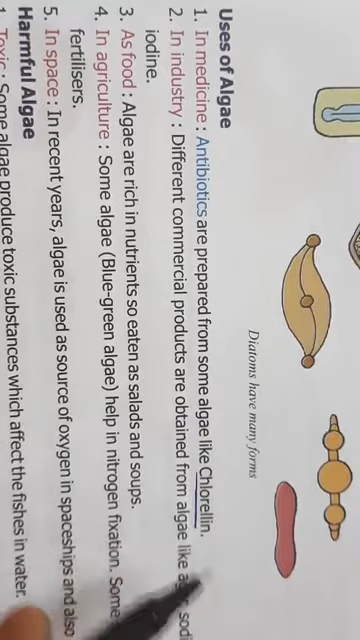 Uses of Algae
1. In medicine : Antibiotics are prepared from some algae like Chlorellin.
2. In industry : Different commercial products are obtained from algae like
iodine.
3. As food : Algae are rich in nutrients so eaten as salads and soups.
4. In agriculture : Some algae (Blue-green algae) help in nitrogen fixation. Some
fertilisers.
5. In space : In recent years, algae is used as source of oxygen in spaceships and also
Harmful Algae
1. Toxic : Some algae produce toxic substances which affect the fishes in water.
Diatoms have many forms